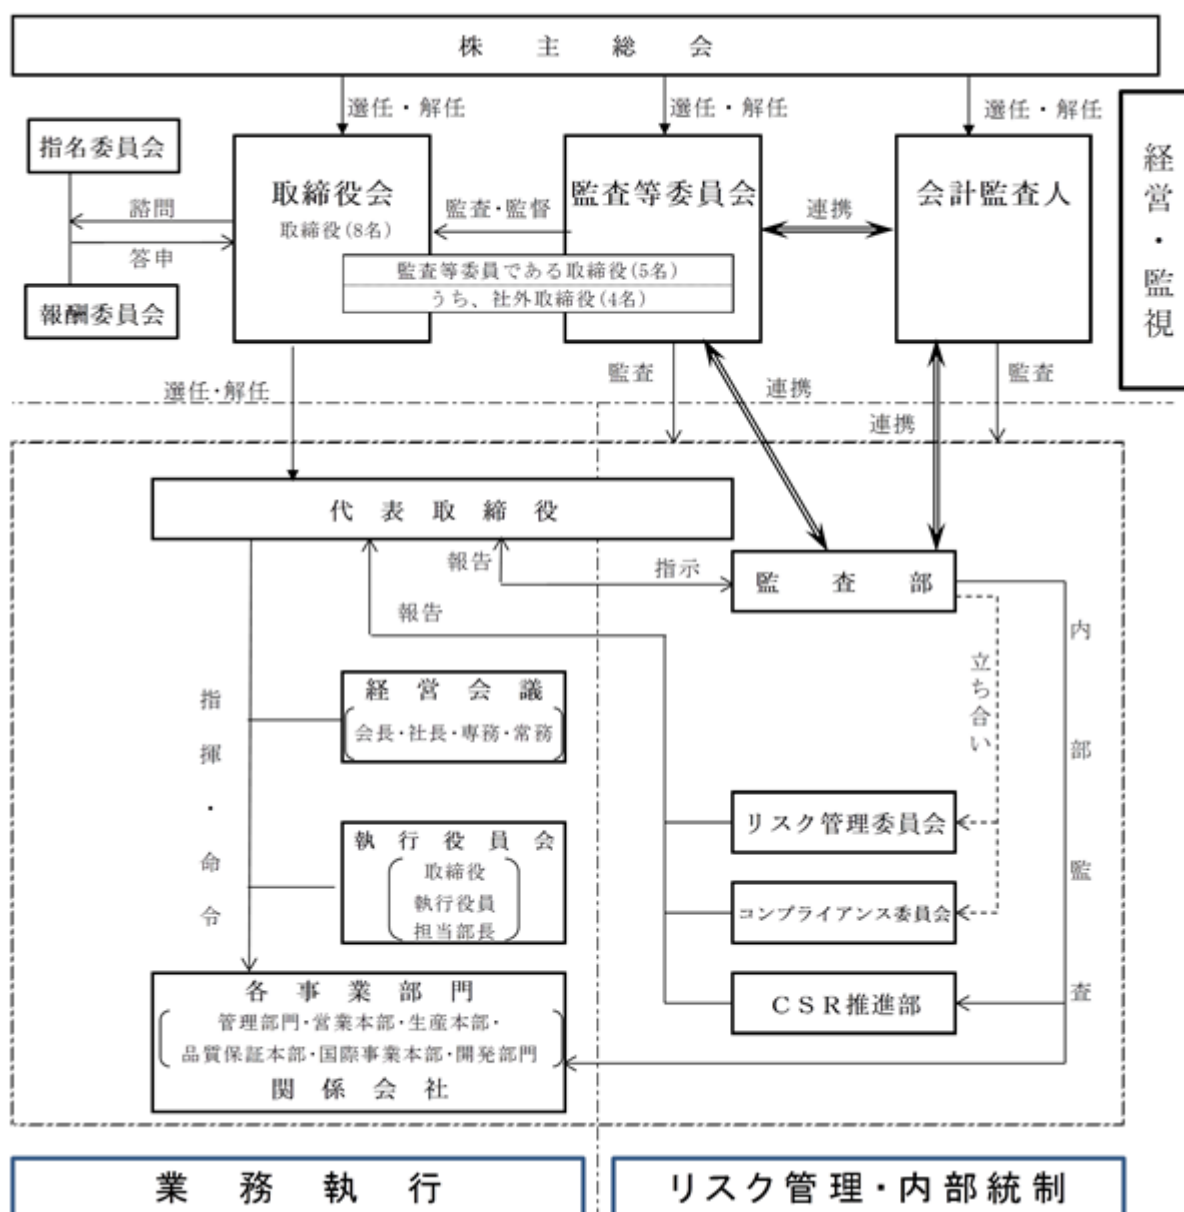 株主総会
選任・解任
選任・解任
選任・解任
指名委員会
諮問
答申
報酬委員会
取締役会
取締役(8名)
監査・監督
監査等委員会
監査等委員である取締役(5名)
うち、社外取締役(4名)
連携
会計監査人
経営・監視
選任・解任
監査
連携
連携
監査
代表取締役
報告
指示
監査部
報告
立ち合い
内部監査
指揮・命令
経営会議
会長・社長・専務・常務
執行役員会
取締役
執行役員
担当部長
リスク管理委員会
コンプライアンス委員会
CSR推進部
各事業部門
管理部門・営業本部・生産本部・
品質保証本部・国際事業本部・開発部門
関係会社
業務執行
リスク管理・内部統制